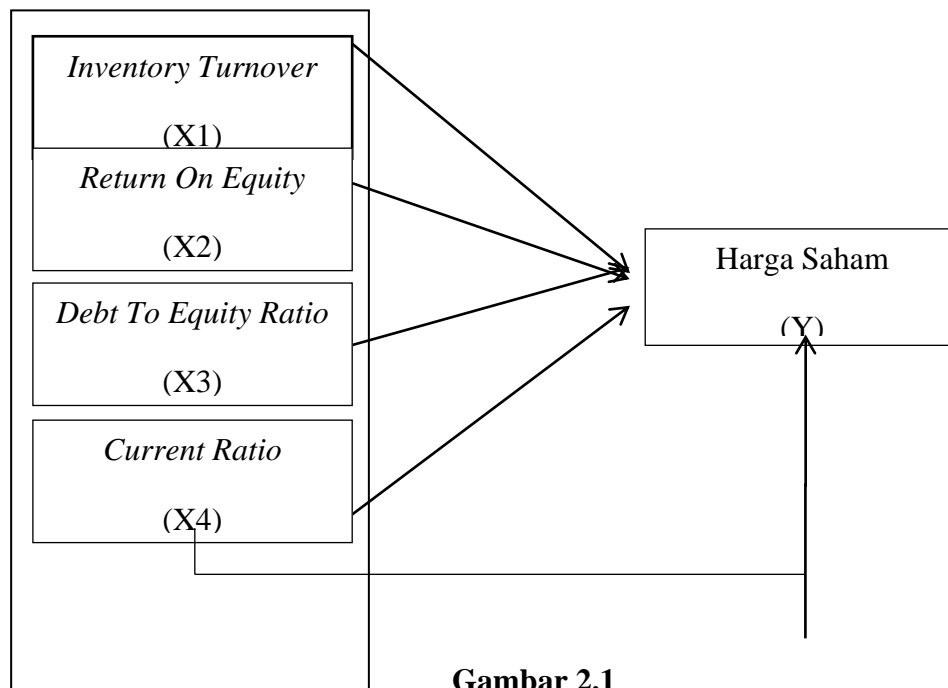 Inventory Turnover
(X1)
Return On Equity
(X2)
Debt To Equity Ratio
(X3)
Current Ratio
(X4)
Harga Saham
(Y)
Gambar 2.1